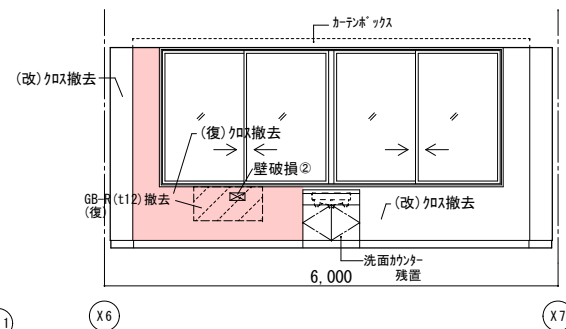 カーテンボックス
(改)クロス撤去
(復)クロス撤去
壁破損②
GB-R(t12)撤去
(復)
(改)クロス撤去
洗面カウンター
残置
6,000
1
X6
X7